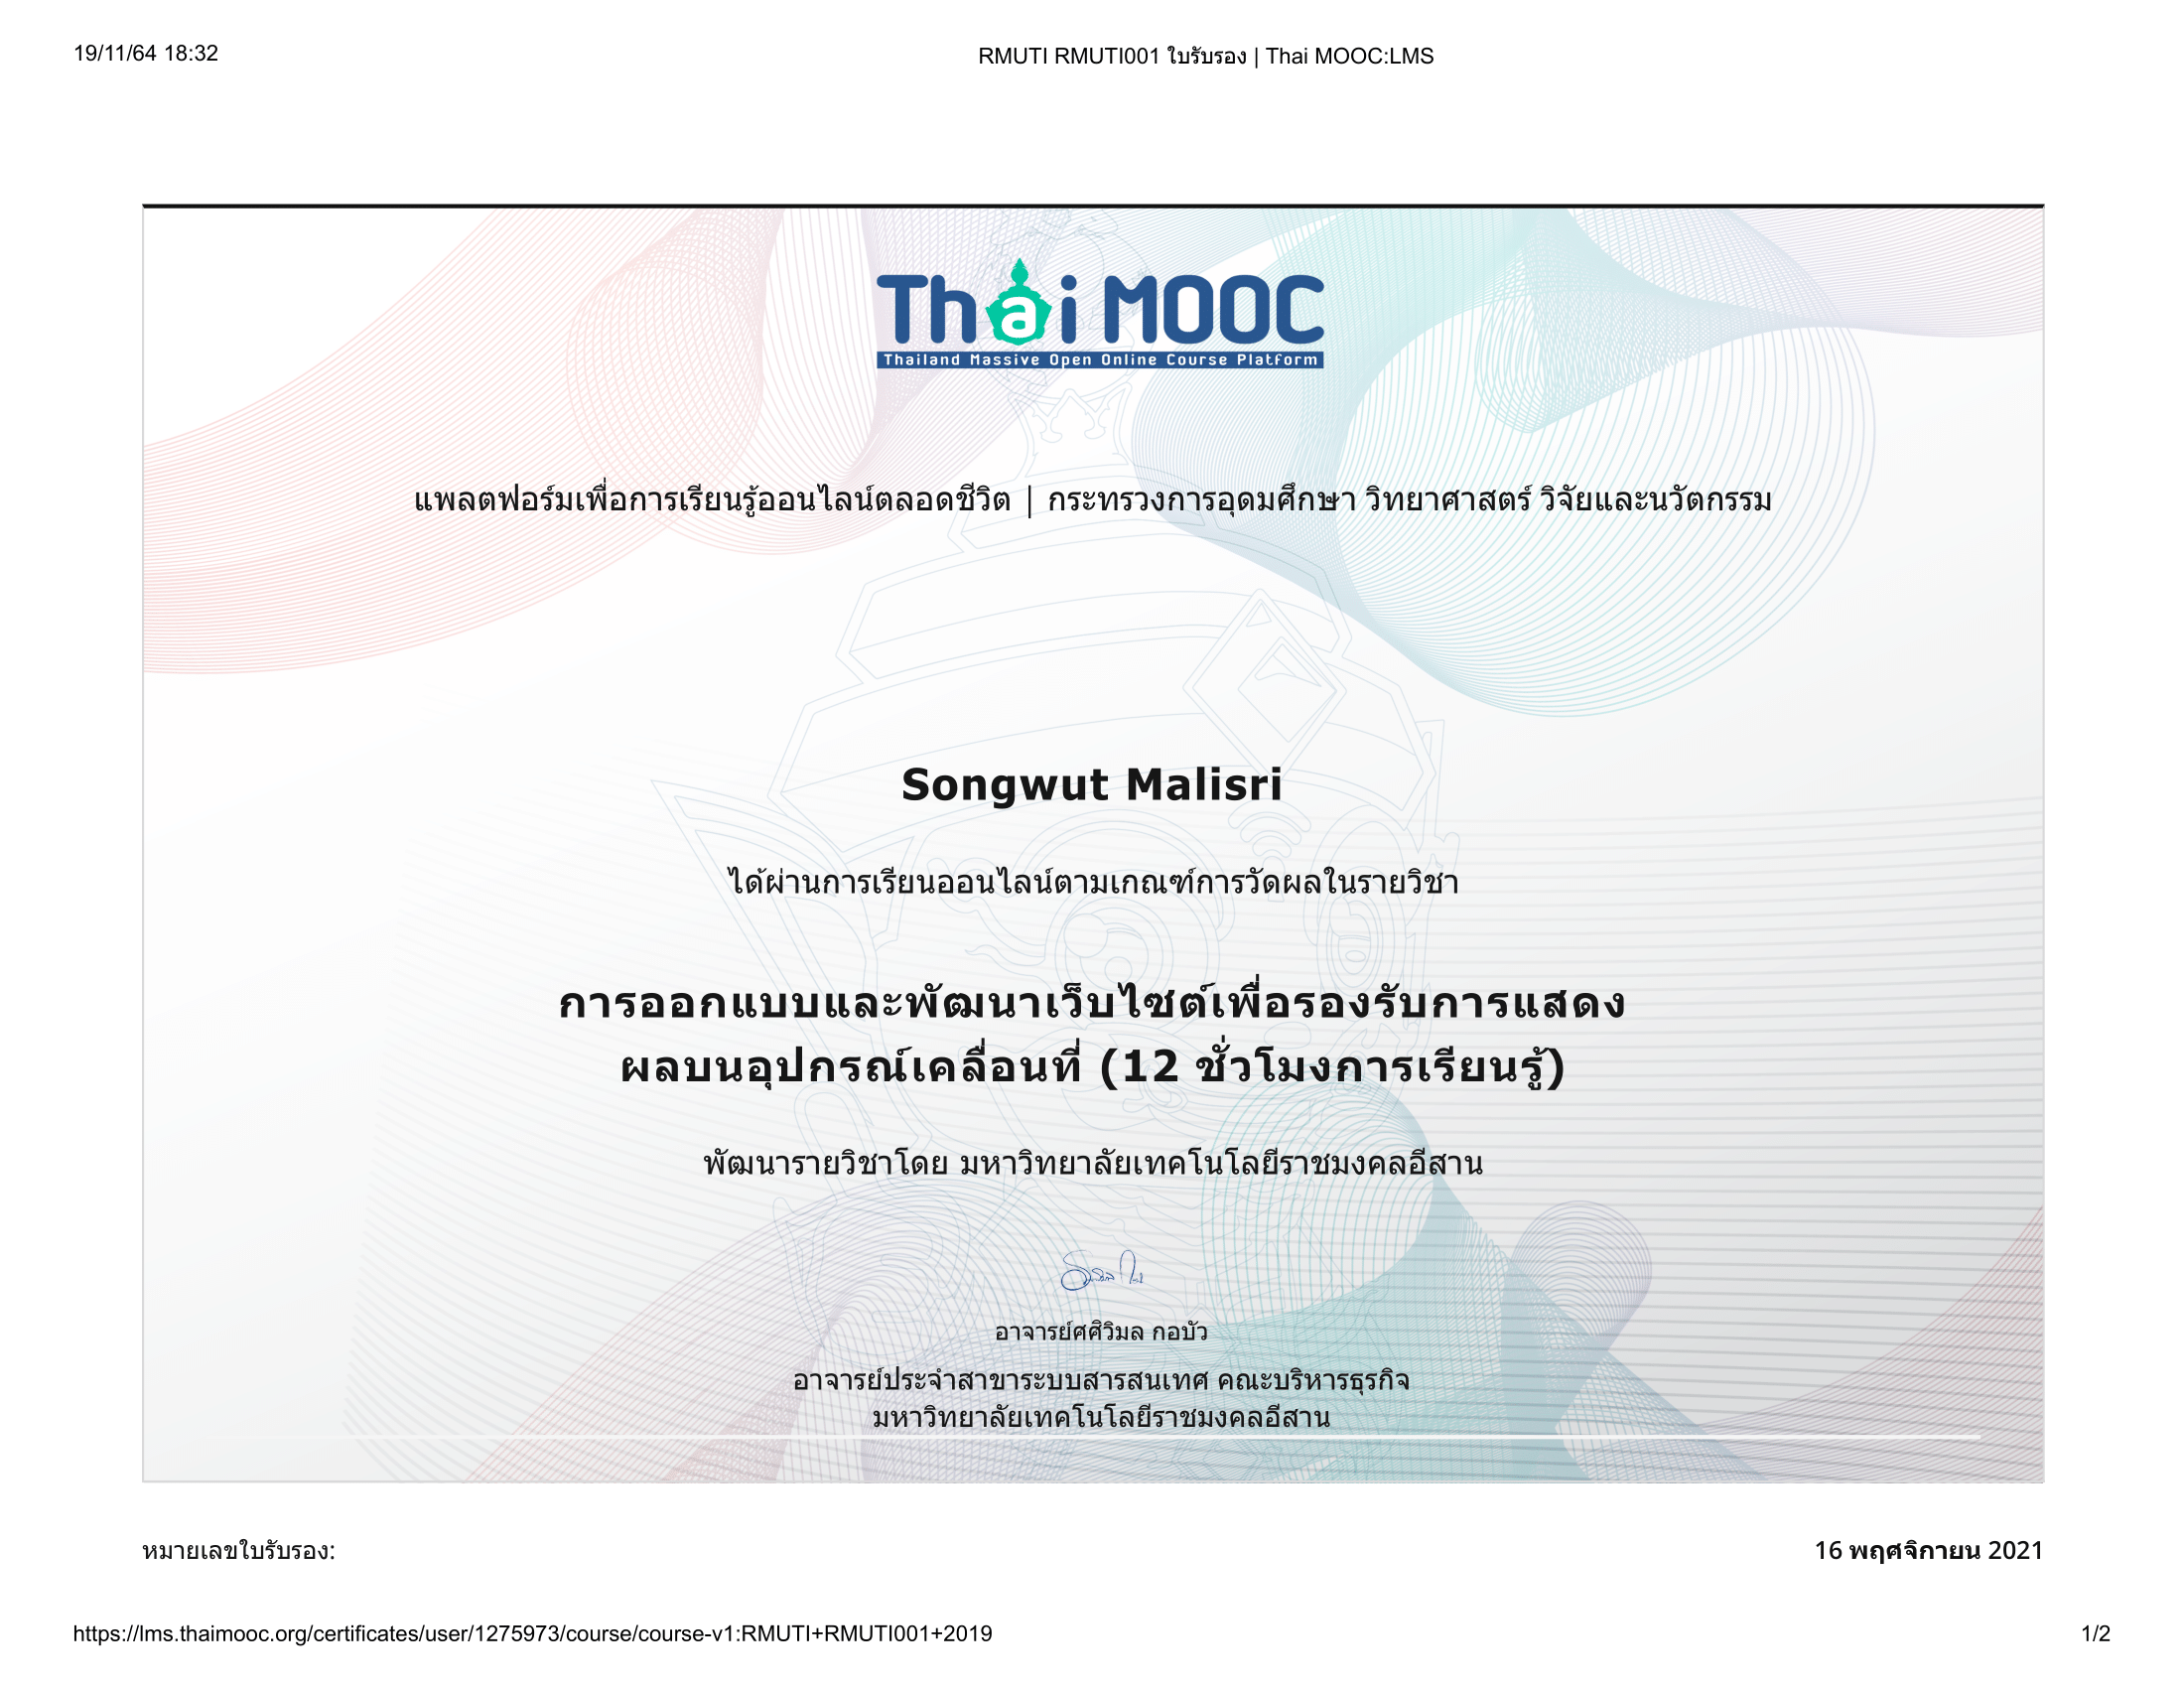 19/11/64 18:32
RMUTI RMUTI001 ใบรับรอง | Thai MOOC:LMS
Thai MOOC
Thailand Massive Open Online Course Platform
แพลตฟอร์มเพื่อการเรียนรู้ออนไลน์ตลอดชีวิต | กระทรวงการอุดมศึกษา วิทยาศาสตร์ วิจัยและนวัตกรรม
Songwut Malisri
ได้ผ่านการเรียนออนไลน์ตามเกณฑ์การวัดผลในรายวิชา
การออกแบบและพัฒนาเว็บไซต์เพื่อรองรับการแสดง
ผลบนอุปกรณ์เคลื่อนที่ (12 ชั่วโมงการเรียนรู้)
พัฒนารายวิชาโดย มหาวิทยาลัยเทคโนโลยีราชมงคลอีสาน
อาจารย์ศศิวิมล กอบัว
อาจารย์ประจำสาขาระบบสารสนเทศ คณะบริหารธุรกิจ
มหาวิทยาลัยเทคโนโลยีราชมงคลอีสาน
หมายเลขใบรับรอง:
16 พฤศจิกายน 2021
https://lms.thaimooc.org/certificates/user/1275973/course/course-v1:RMUTI+RMUTI001+2019
1/2